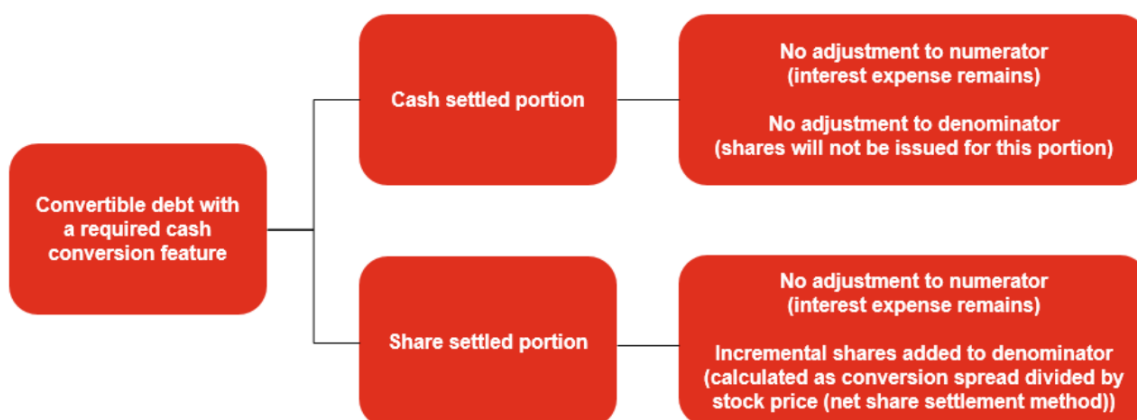 Convertible debt with
a required cash
conversion feature
Cash settled portion
No adjustment to numerator
(interest expense remains)
No adjustment to denominator
(shares will not be issued for this portion)
Share settled portion
No adjustment to numerator
(interest expense remains)
Incremental shares added to denominator
(calculated as conversion spread divided by
stock price (net share settlement method))